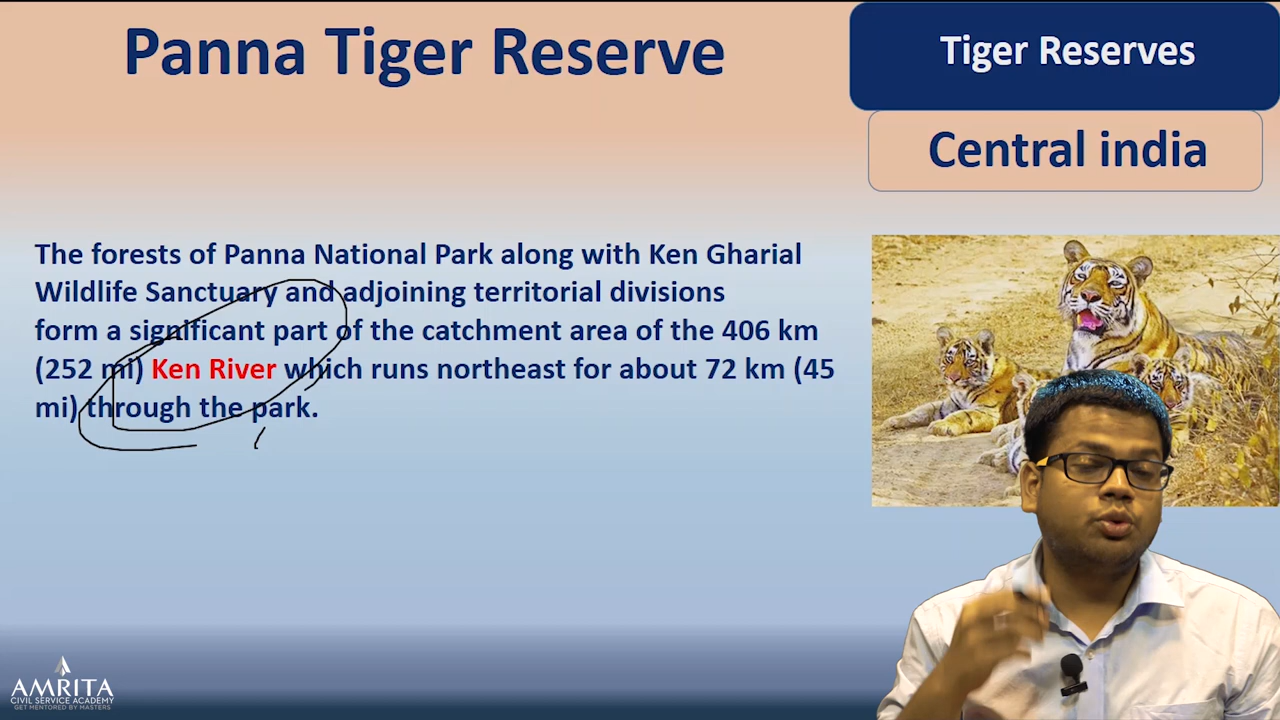 Panna Tiger Reserve
Tiger Reserves
Central india
The forests of Panna National Park along with Ken Gharial
Wildlife Sanctuary and adjoining territorial divisions
form a significant part of the catchment area of the 406 km
(252 mi) Ken River which runs northeast for about 72 km (45
mi) through the park.
AMRITA
CIVIL SERVICE ACADEMY
GET MENTORED BY MASTERS